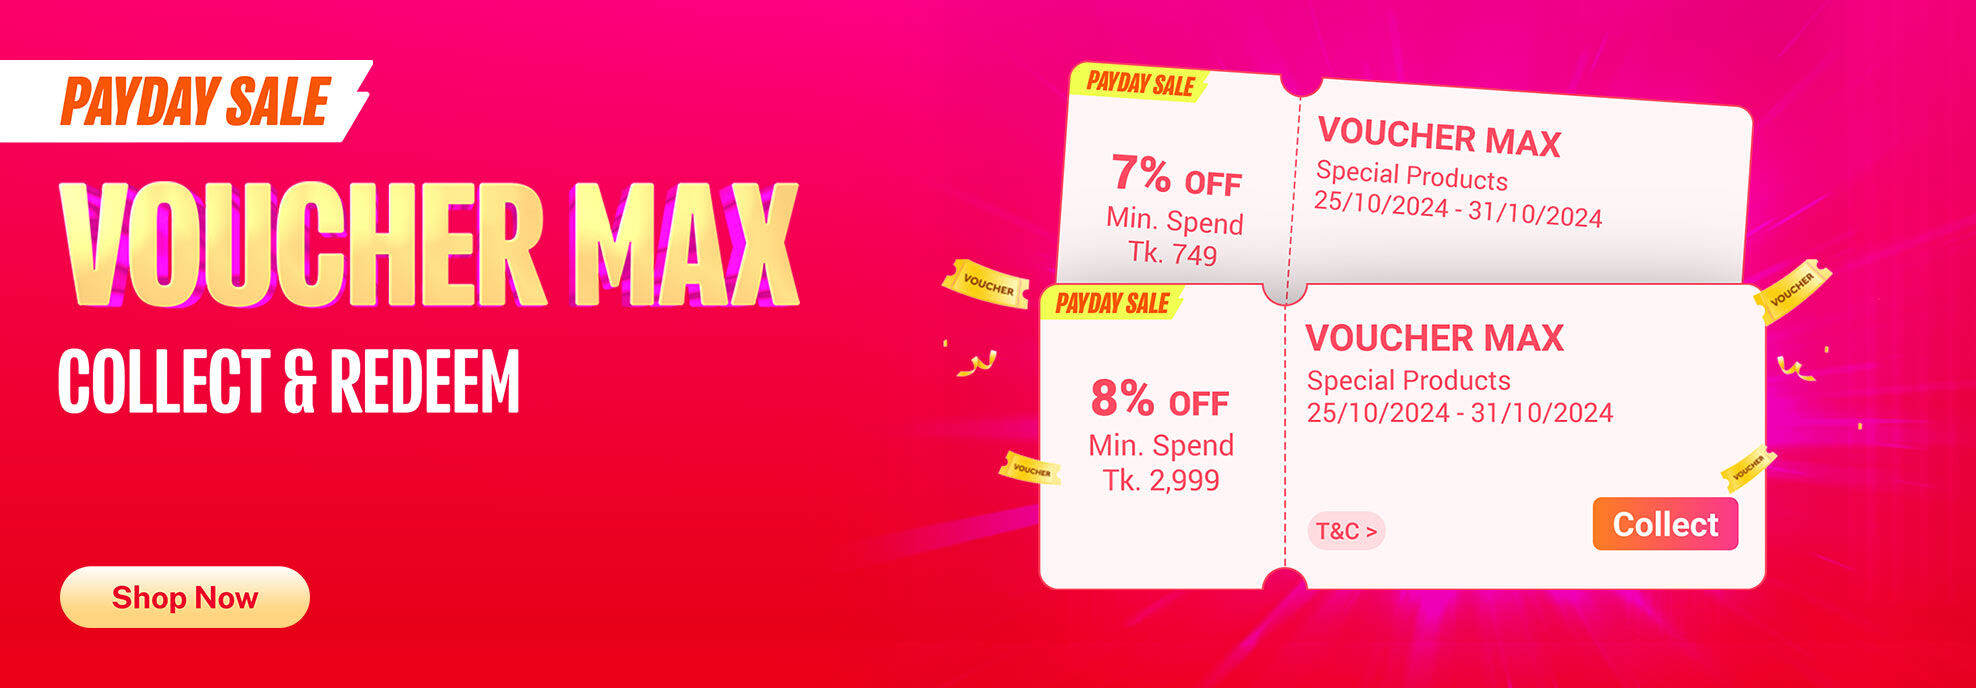 PAYDAY SALE
VOUCHER MAX
COLLECT & REDEEM
Shop Now
PAYDAY SALE
7% OFF
Min. Spend
Tk. 749
VOUCHER MAX
Special Products
25/10/2024 - 31/10/2024
PAYDAY SALE
8% OFF
Min. Spend
Tk. 2,999
VOUCHER MAX
Special Products
25/10/2024 - 31/10/2024
T&C >
Collect
VOUCHER
VOUCHER
VOUCHER
VOUCHER